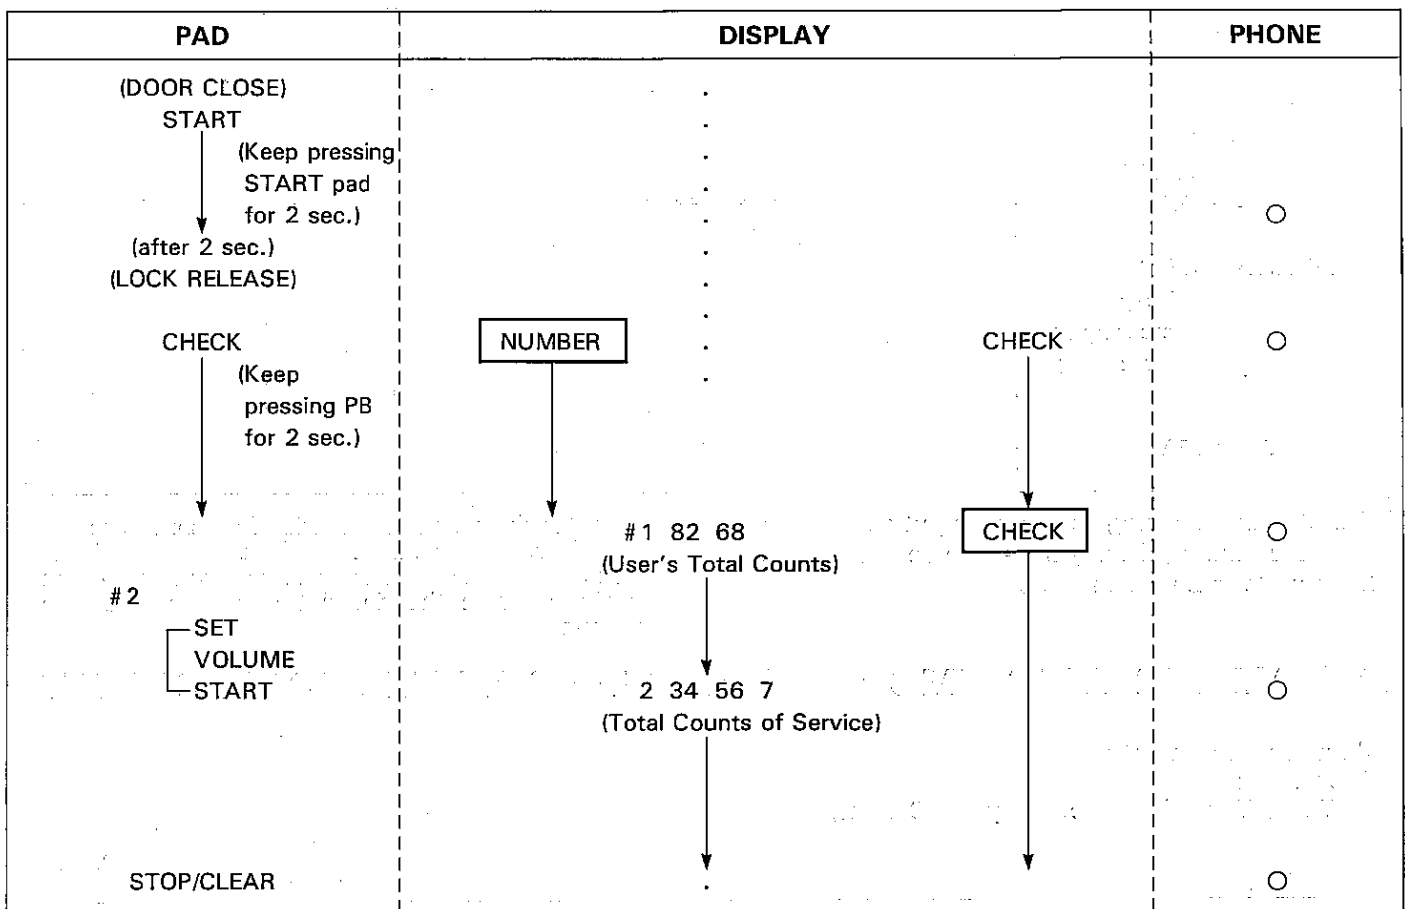 PAD DISPLAY PHONE
(DOOR CLOSE)
START
(Keep pressing
START pad
for 2 sec.)
(after 2 sec.)
(LOCK RELEASE)
CHECK NUMBER CHECK
(Keep
pressing PB
for 2 sec.)
#1 82 68 CHECK
(User's Total Counts)
#2
SET
VOLUME
START 2 34 56 7
(Total Counts of Service)
STOP/CLEAR